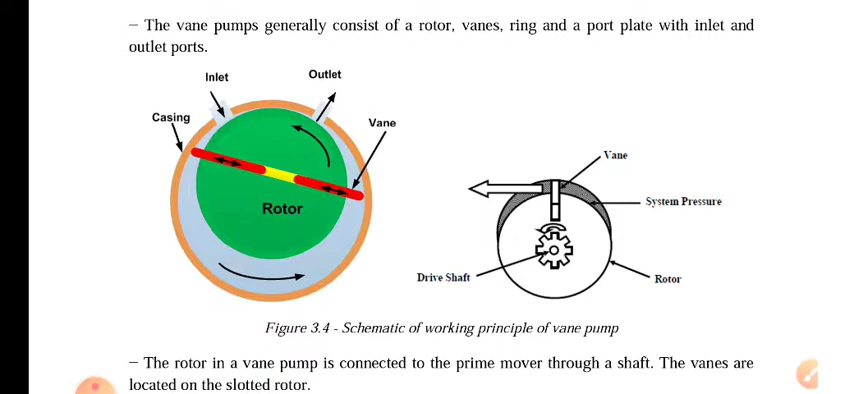 – The vane pumps generally consist of a rotor, vanes, ring and a port plate with inlet and
outlet ports.
Inlet
Outlet
Casing
Vane
Rotor
Vane
System Pressure
Drive Shaft
Rotor
Figure 3.4 - Schematic of working principle of vane pump
– The rotor in a vane pump is connected to the prime mover through a shaft. The vanes are
located on the slotted rotor.